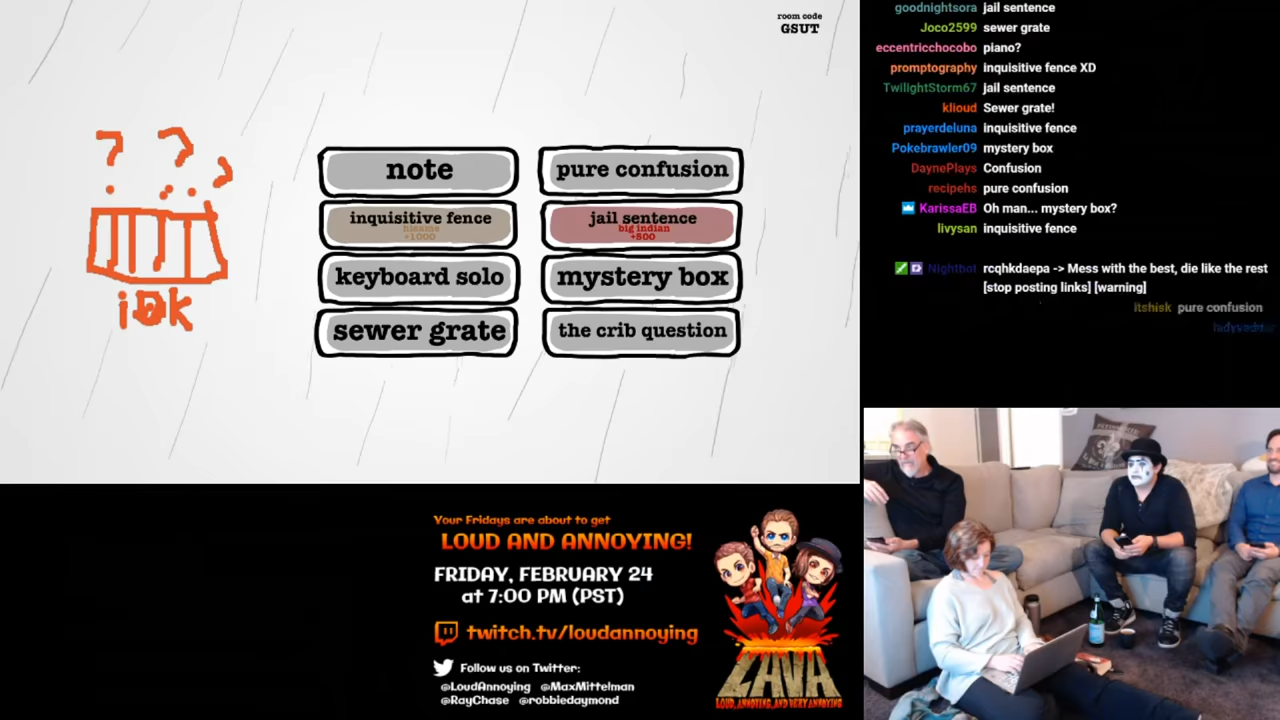 room code
GSUT
? ? ?
idk
note
pure confusion
inquisitive fence
+1000
jail sentence
big indian
+500
keyboard solo
mystery box
sewer grate
the crib question
goodnightsora jail sentence
Joco2599 sewer grate
eccentricchocobo piano?
promptography inquisitive fence XD
TwilightStorm67 jail sentence
klioud Sewer grate!
prayerdeluna inquisitive fence
Pokebrawler09 mystery box
DaynePlays Confusion
recipehs pure confusion
KarissaEB Oh man... mystery box?
livysan inquisitive fence
Nightbot rcqhkdaepa -> Mess with the best, die like the rest
[stop posting links] [warning]
itshisk pure confusion
Your Fridays are about to get
LOUD AND ANNOYING!
FRIDAY, FEBRUARY 24
at 7:00 PM (PST)
twitch.tv/loudannoying
Follow us on Twitter:
@LoudAnnoying @MaxMittelman
@RayChase @robbiedaymond
LAVA
LOUD, ANNOYING, AND VERY ANNOYING